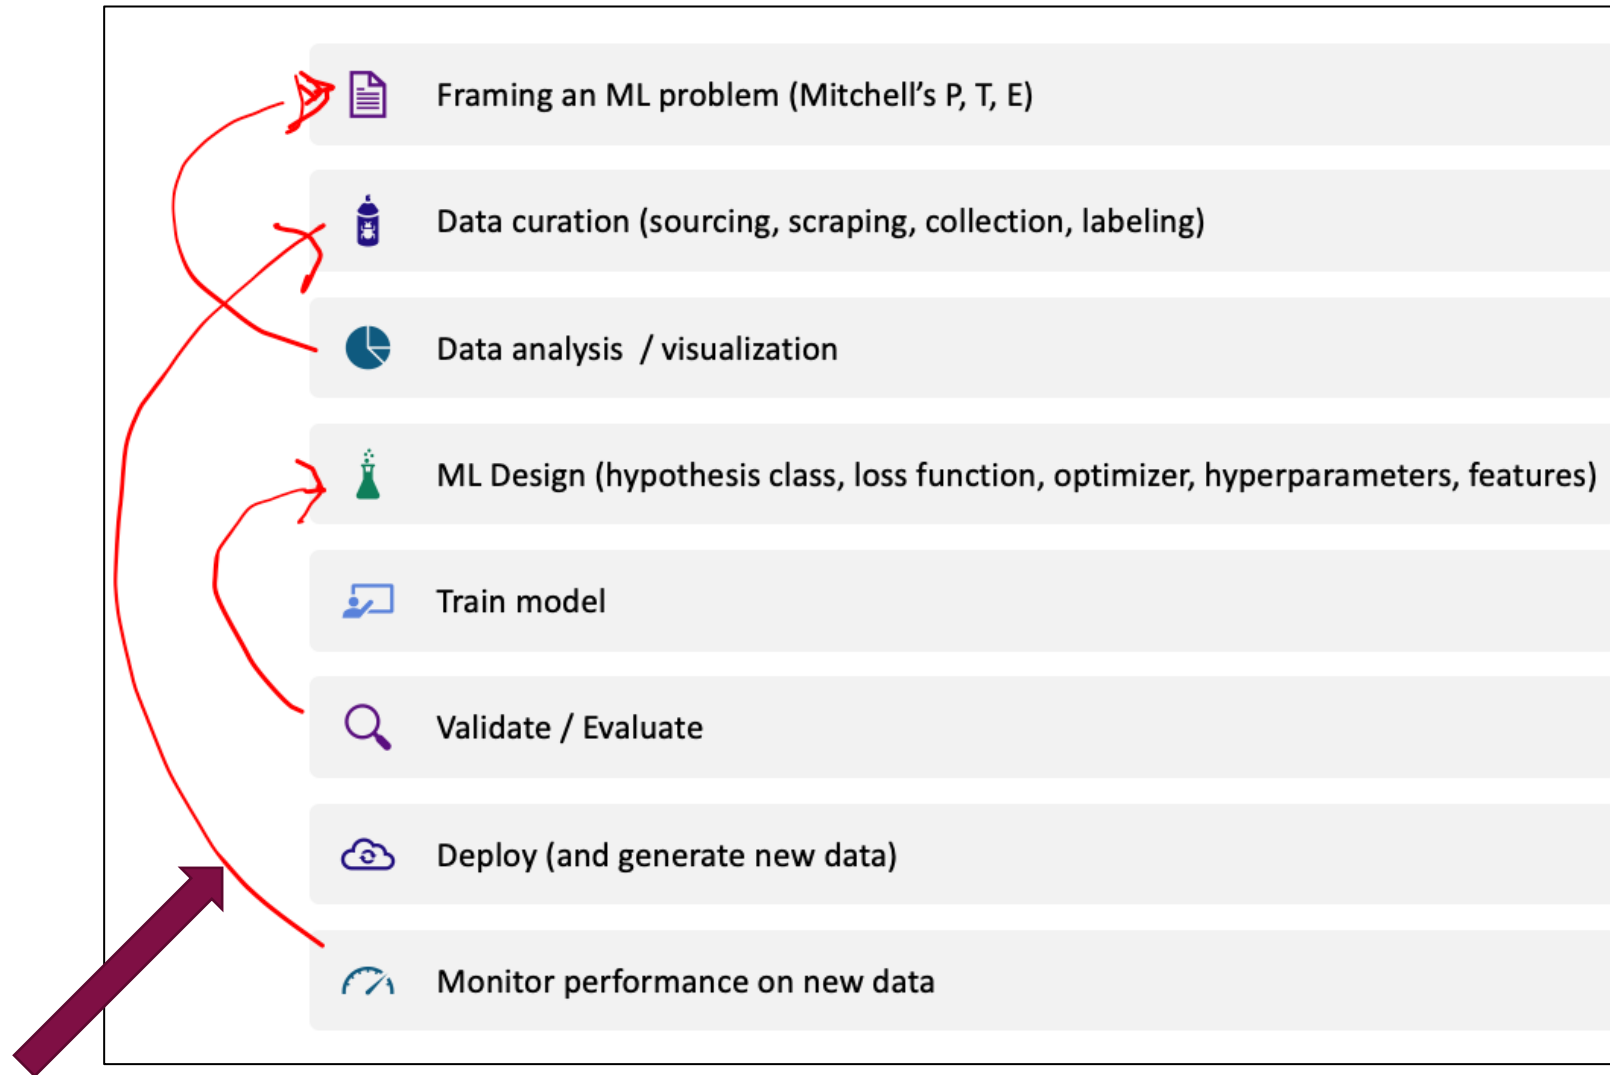 Framing an ML problem (Mitchell’s P, T, E)
Data curation (sourcing, scraping, collection, labeling)
Data analysis / visualization
ML Design (hypothesis class, loss function, optimizer, hyperparameters, features)
Train model
Validate / Evaluate
Deploy (and generate new data)
Monitor performance on new data